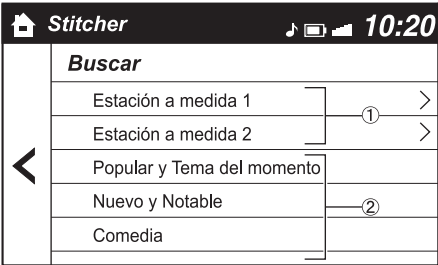 Stitcher 10:20
Buscar
Estación a medida 1
Estación a medida 2
①
Popular y Tema del momento
Nuevo y Notable
②
Comedia